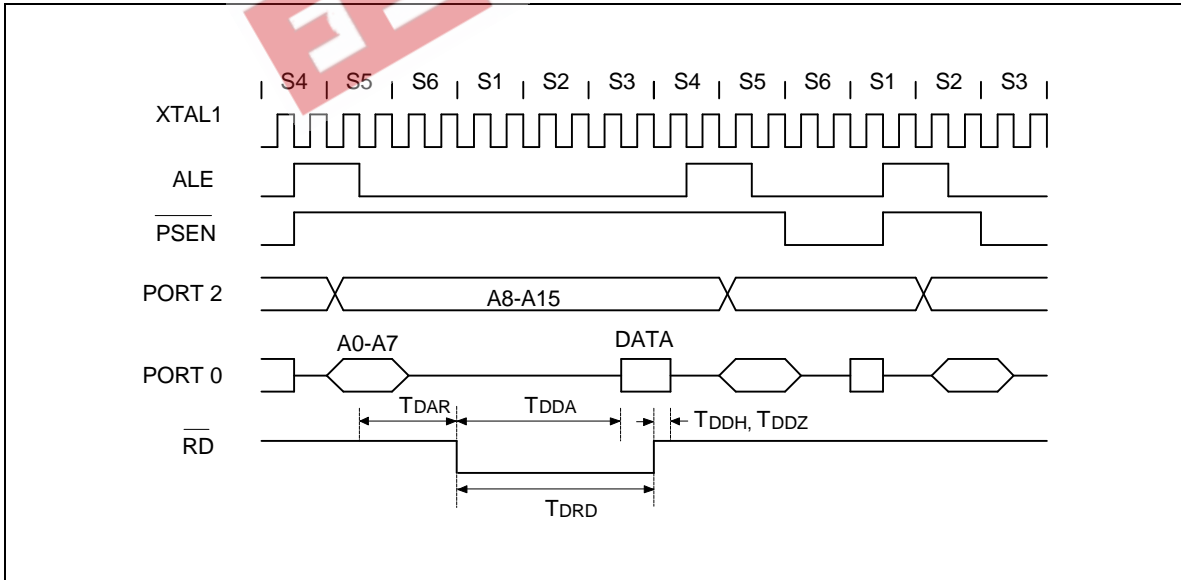 S4 S5 S6 S1 S2 S3 S4 S5 S6 S1 S2 S3
XTAL1
ALE
PSEN
PORT 2
A8-A15
A0-A7 DATA
PORT 0
TDAR TDDA TDDH, TDDZ
RD
TDRD